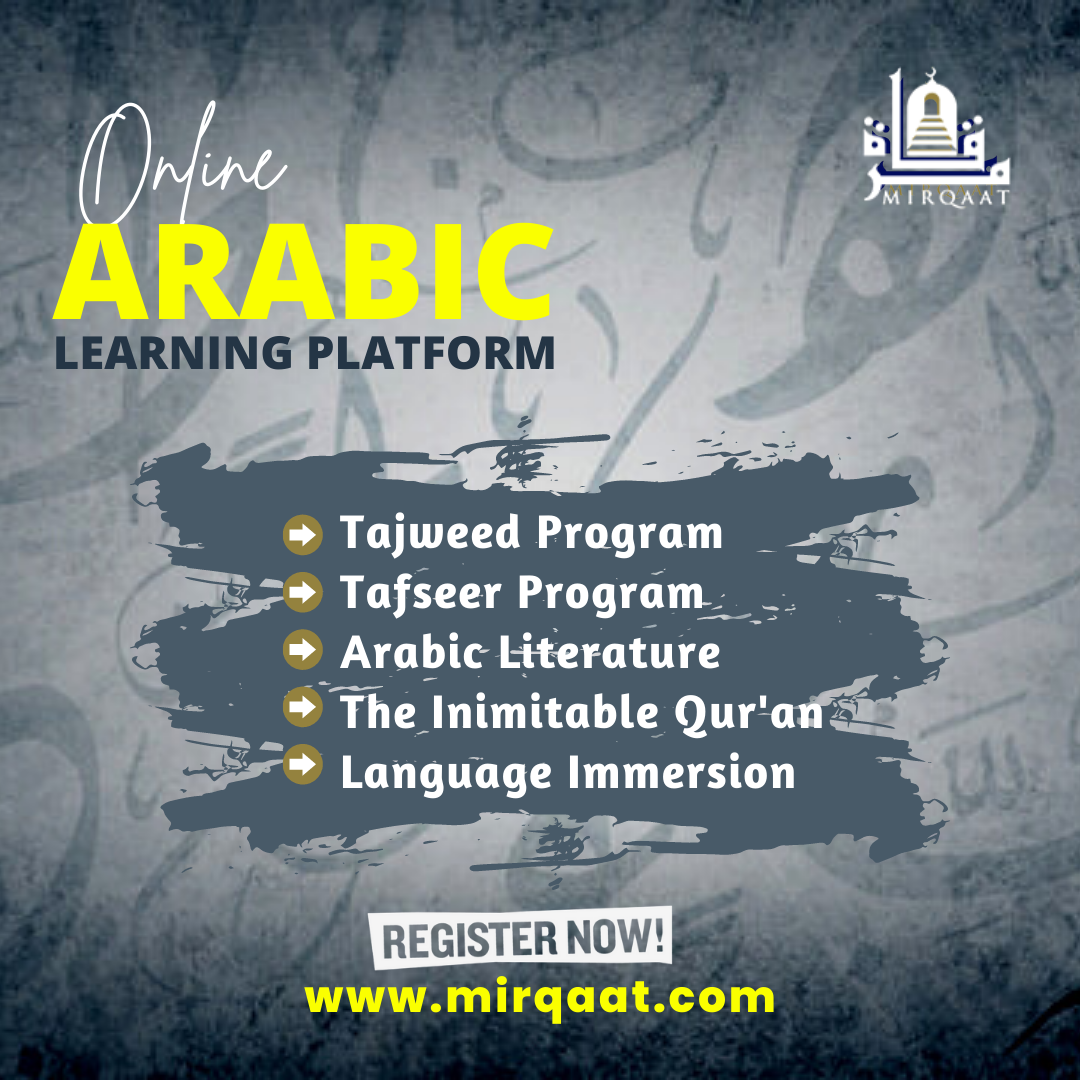 Online
ARABIC
LEARNING PLATFORM
مرقاة
MIRQAAT
Tajweed Program
Tafseer Program
Arabic Literature
The Inimitable Qur'an
Language Immersion
REGISTER NOW!
www.mirqaat.com